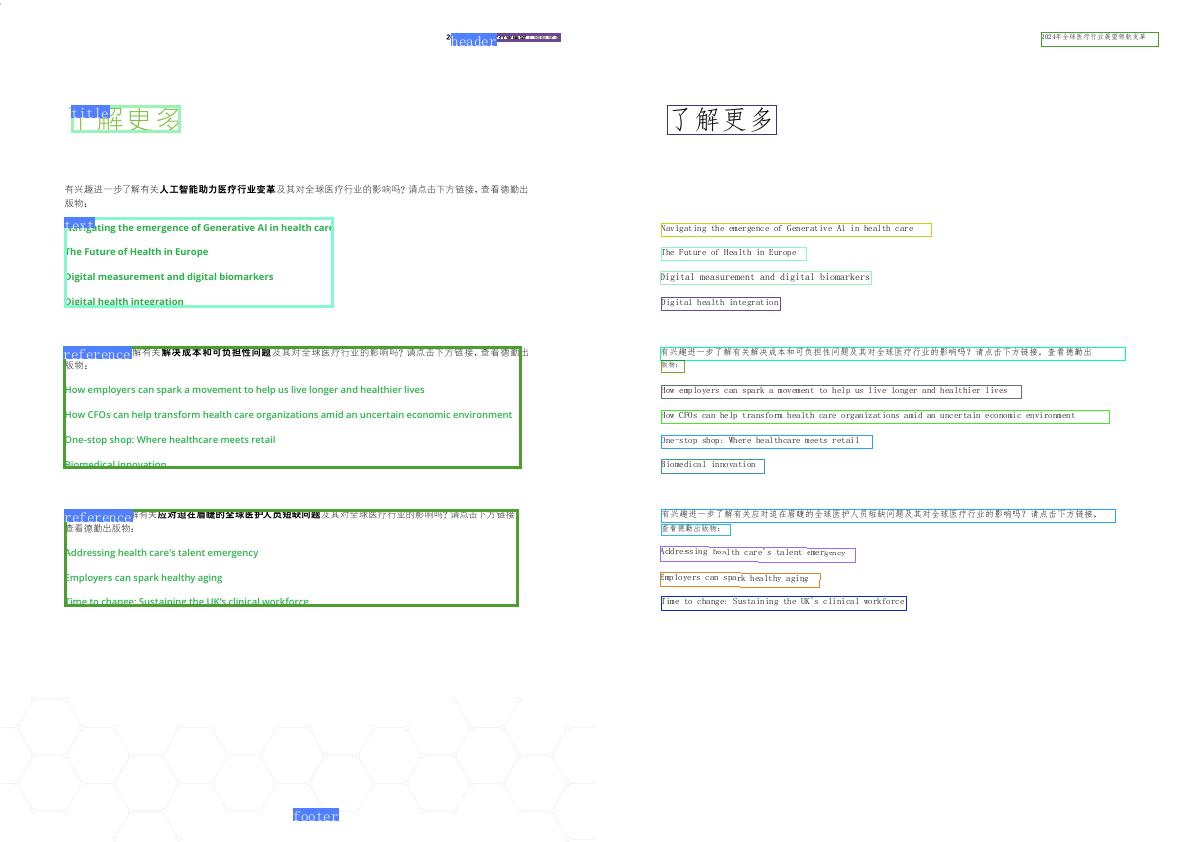 header
title
了解更多
有兴趣进一步了解有关人工智能助力医疗行业变革及其对全球医疗行业的影响吗？请点击下方链接，查看德勤出
版物：
text
Navigating the emergence of Generative AI in health care
The Future of Health in Europe
Digital measurement and digital biomarkers
Digital health integration
reference
解有关解决成本和可负担性问题及其对全球医疗行业的影响吗？请点击下方链接，查看德勤出
版物：
How employers can spark a movement to help us live longer and healthier lives
How CFOs can help transform health care organizations amid an uncertain economic environment
One-stop shop: Where healthcare meets retail
Biomedical innovation
reference
解有关应对迫在眉睫的全球医护人员短缺问题及其对全球医疗行业的影响吗？请点击下方链接
查看德勤出版物：
Addressing health care's talent emergency
Employers can spark healthy aging
Time to change: Sustaining the UK's clinical workforce
footer
2024年全球医疗行业展望领航变革
了解更多
Navigating the emergence of Generative AI in health care
The Future of Health in Europe
Digital measurement and digital biomarkers
Digital health integration
有兴趣进一步了解有关解决成本和可负担性问题及其对全球医疗行业的影响吗？请点击下方链接，查看德勤出
版物：
How employers can spark a movement to help us live longer and healthier lives
How CFOs can help transform health care organizations amid an uncertain economic environment
One-stop shop: Where healthcare meets retail
Biomedical innovation
有兴趣进一步了解有关应对迫在眉睫的全球医护人员短缺问题及其对全球医疗行业的影响吗？请点击下方链接，
查看德勤出版物：
Addressing health care's talent emergency
Employers can spark healthy aging
Time to change: Sustaining the UK's clinical workforce